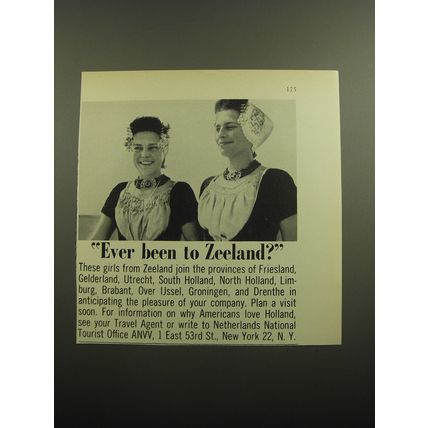 125
"Ever been to Zeeland?"
These girls from Zeeland join the provinces of Friesland,
Gelderland, Utrecht, South Holland, North Holland, Lim-
burg, Brabant, Over IJssel, Groningen, and Drenthe in
anticipating the pleasure of your company. Plan a visit
soon. For information on why Americans love Holland,
see your Travel Agent or write to Netherlands National
Tourist Office ANVV, 1 East 53rd St., New York 22, N. Y.